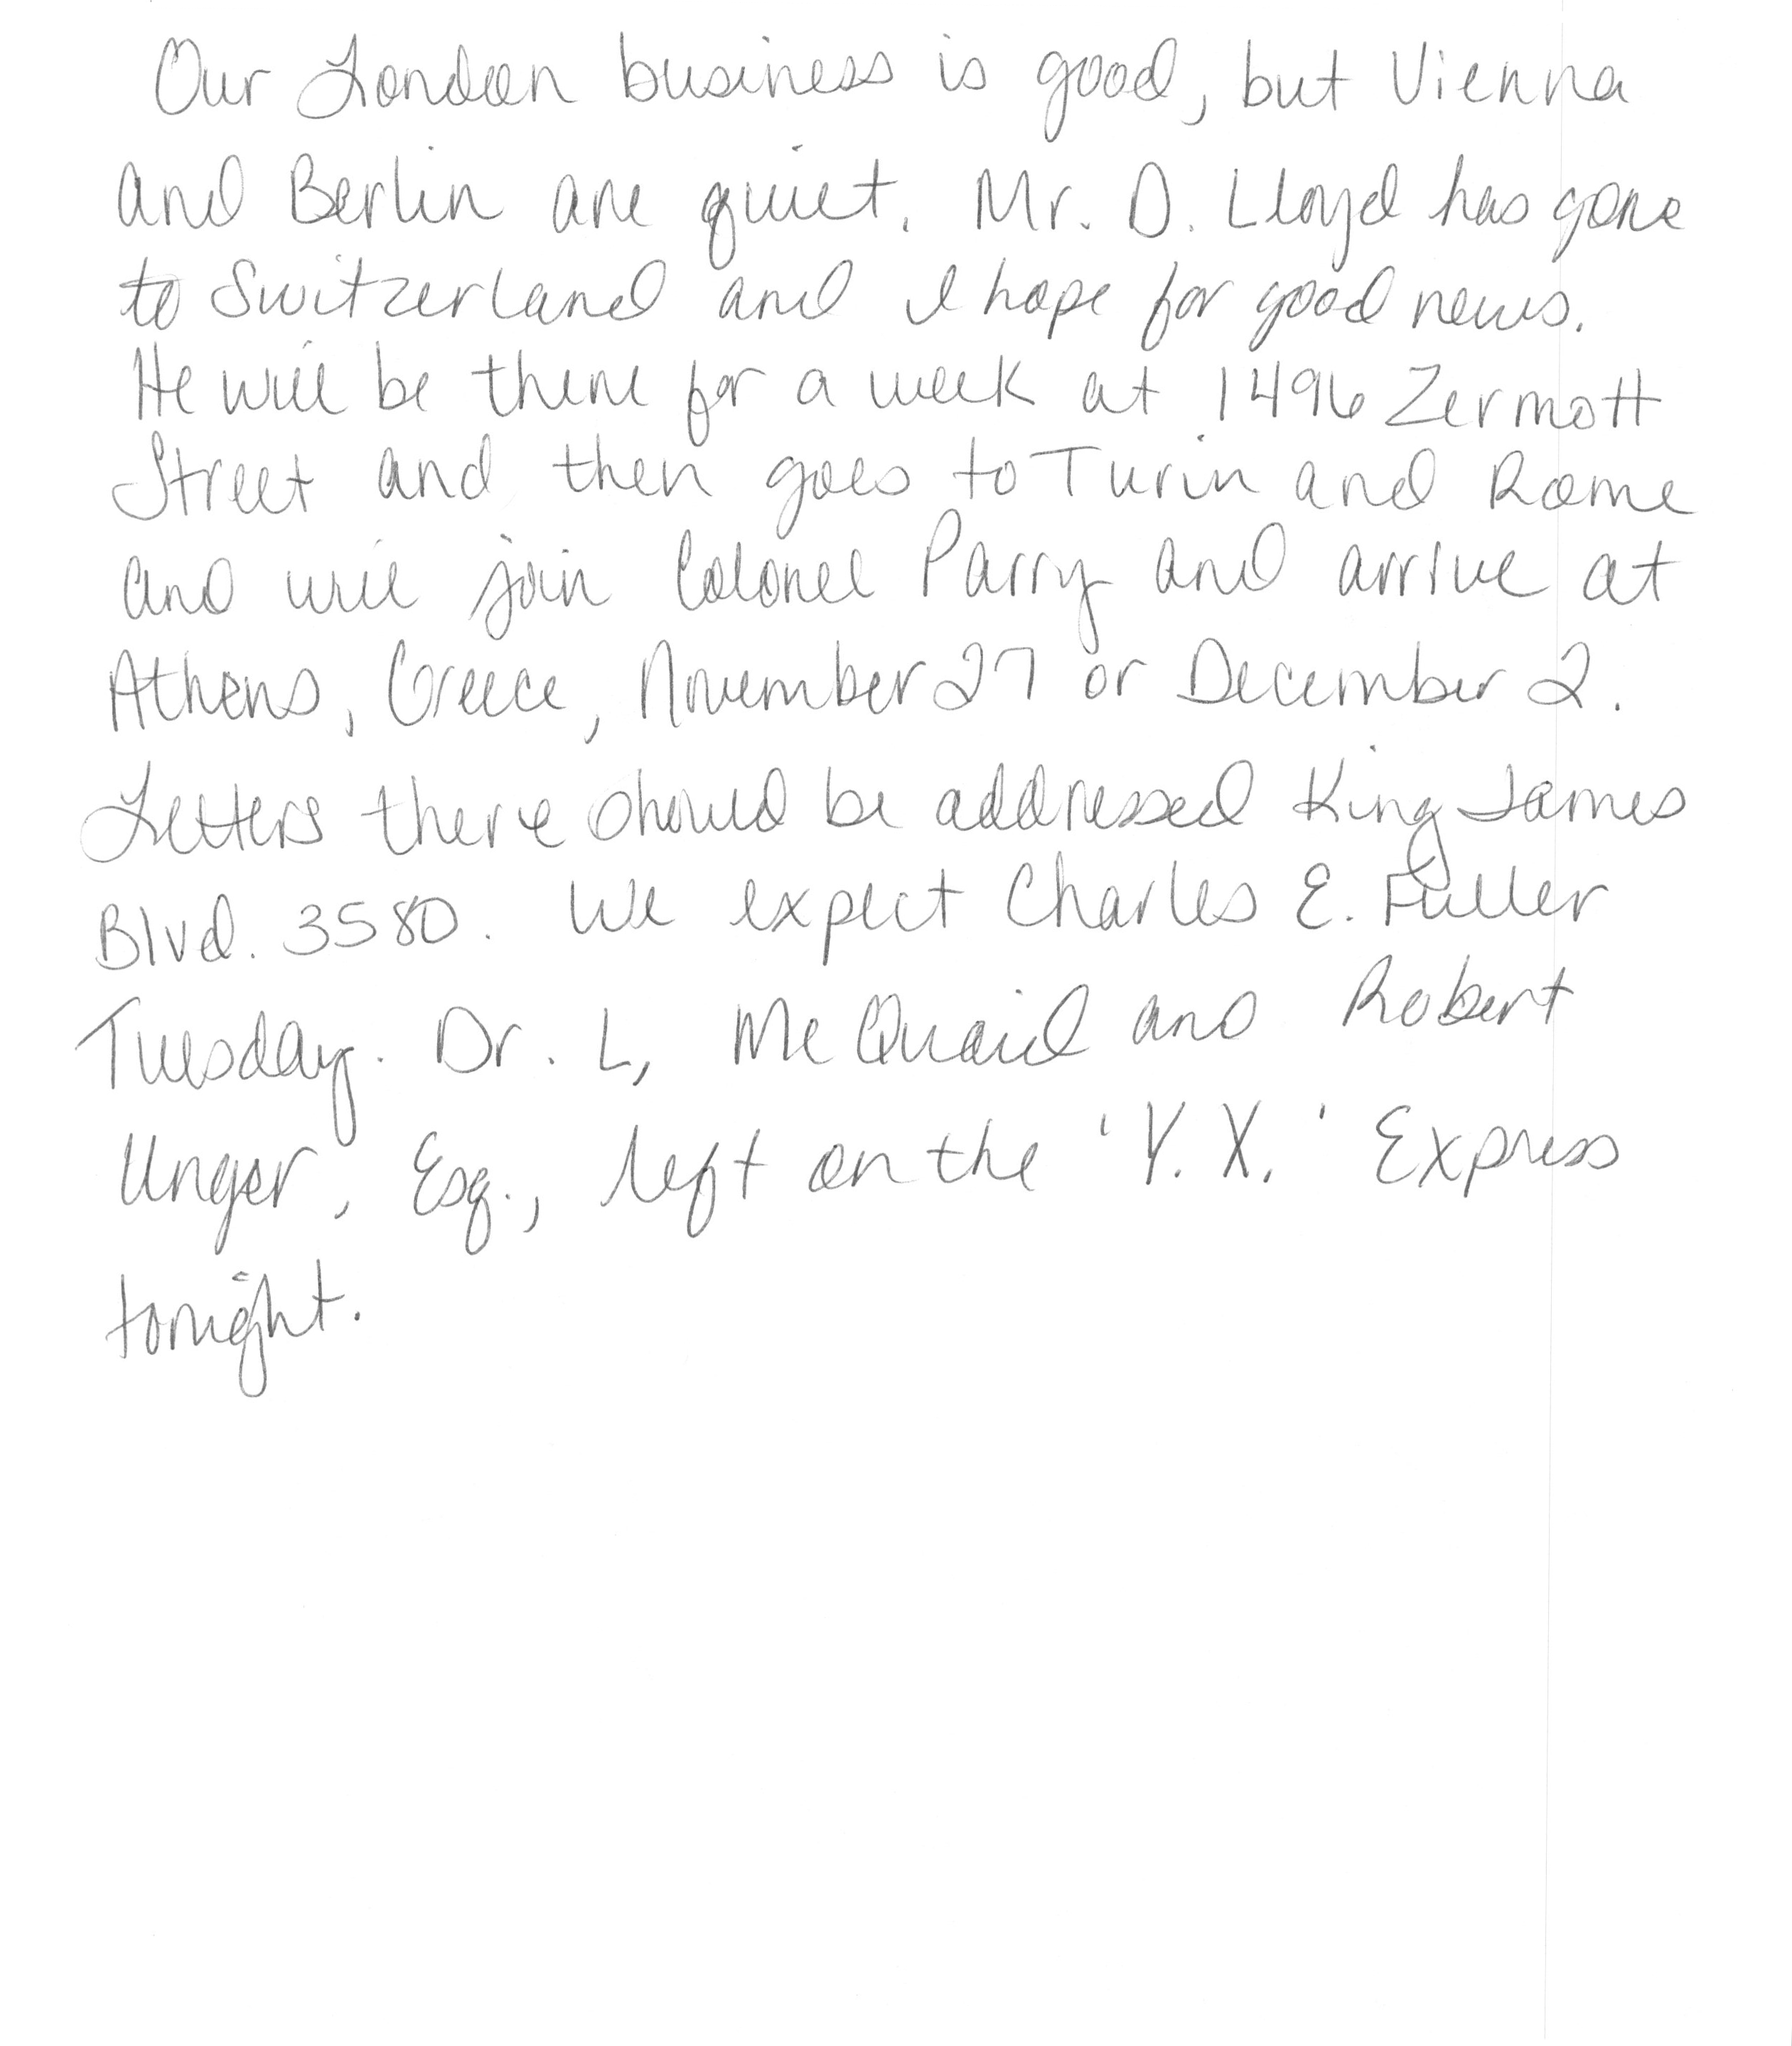 Our London business is good, but Vienna
and Berlin are quiet. Mr. D. Lloyd has gone
to Switzerland and I hope for good news.
He will be there for a week at 1496 Zermott
Street and then goes to Turin and Rome
and will join Colonel Parry and arrive at
Athens, Greece, November 27 or December 2.
Letters there should be addressed King James
Blvd. 3580. We expect Charles E. Fuller
Tuesday. Dr. L, McQuaid and Robert
Unger, Esq., left on the 'Y. X.' Express
tonight.